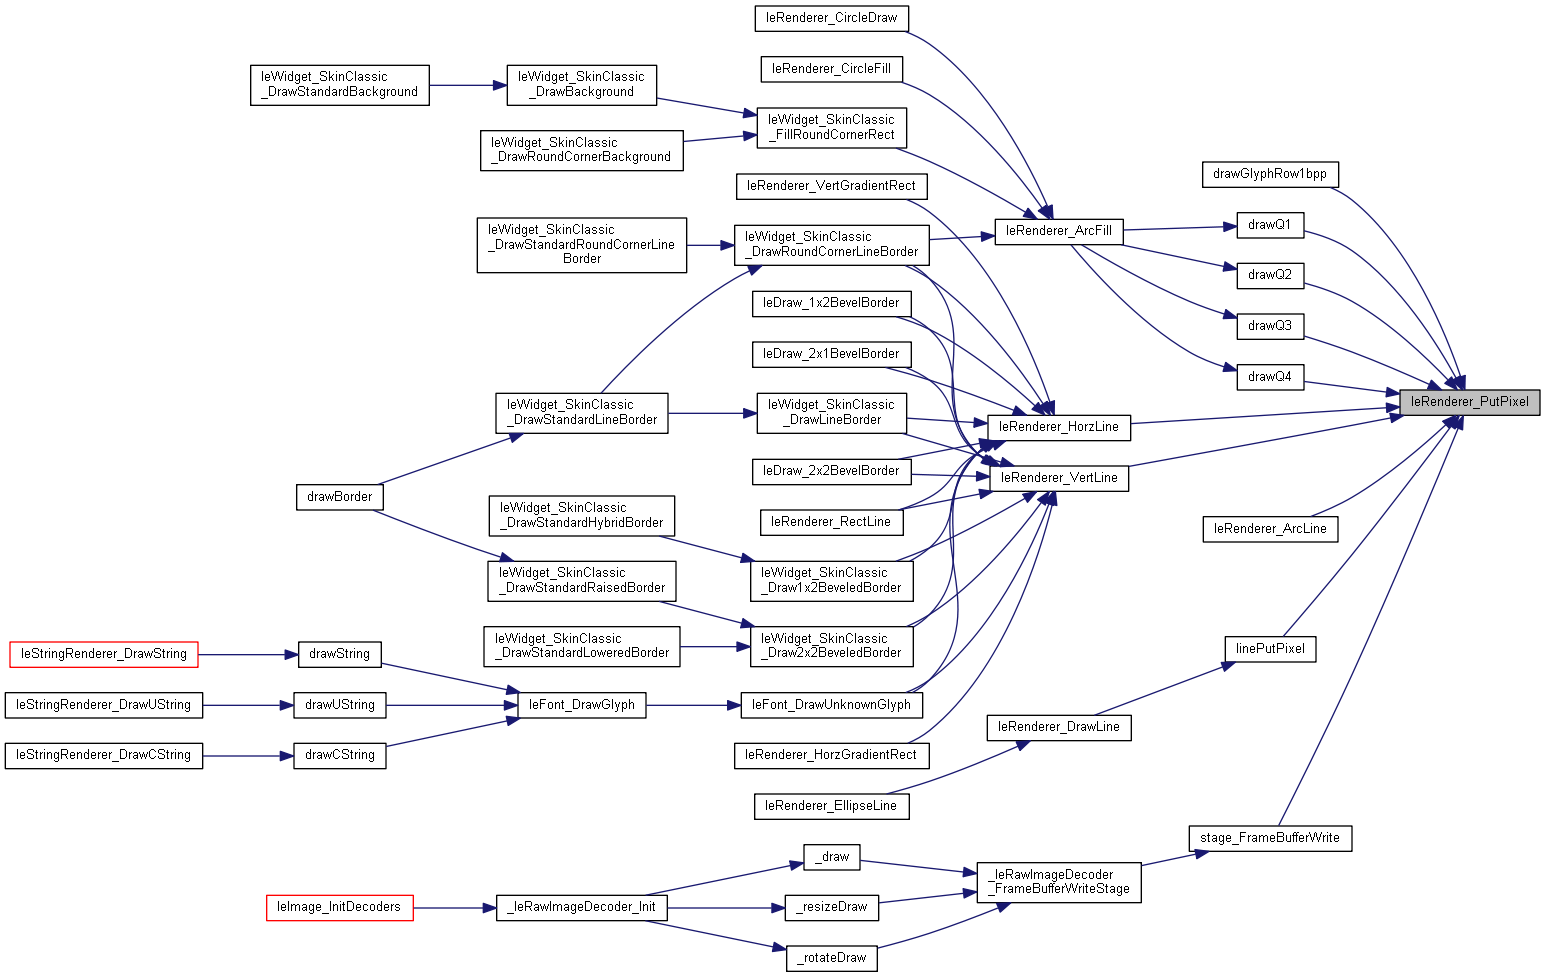 leRenderer_CircleDraw
leRenderer_CircleFill
leWidget_SkinClassic
_DrawStandardBackground
leWidget_SkinClassic
_DrawBackground
leWidget_SkinClassic
_FillRoundCornerRect
leWidget_SkinClassic
_DrawRoundCornerBackground
leRenderer_VertGradientRect
drawGlyphRow1bpp
leWidget_SkinClassic
_DrawStandardRoundCornerLine
Border
leWidget_SkinClassic
_DrawRoundCornerLineBorder
leRenderer_ArcFill
drawQ1
drawQ2
leDraw_1x2BevelBorder
drawQ3
leDraw_2x1BevelBorder
drawQ4
leRenderer_PutPixel
leWidget_SkinClassic
_DrawStandardLineBorder
leWidget_SkinClassic
_DrawLineBorder
leRenderer_HorzLine
leDraw_2x2BevelBorder
leRenderer_VertLine
drawBorder
leWidget_SkinClassic
_DrawStandardHybridBorder
leRenderer_RectLine
leRenderer_ArcLine
leWidget_SkinClassic
_DrawStandardRaisedBorder
leWidget_SkinClassic
_Draw1x2BeveledBorder
leWidget_SkinClassic
_DrawStandardLoweredBorder
leWidget_SkinClassic
_Draw2x2BeveledBorder
linePutPixel
leStringRenderer_DrawString
drawString
leStringRenderer_DrawUString
drawUString
leFont_DrawGlyph
leFont_DrawUnknownGlyph
leRenderer_DrawLine
leStringRenderer_DrawCString
drawCString
leRenderer_HorzGradientRect
leRenderer_EllipseLine
stage_FrameBufferWrite
_draw
_leRawImageDecoder
_FrameBufferWriteStage
leImage_InitDecoders
_leRawImageDecoder_Init
_resizeDraw
_rotateDraw